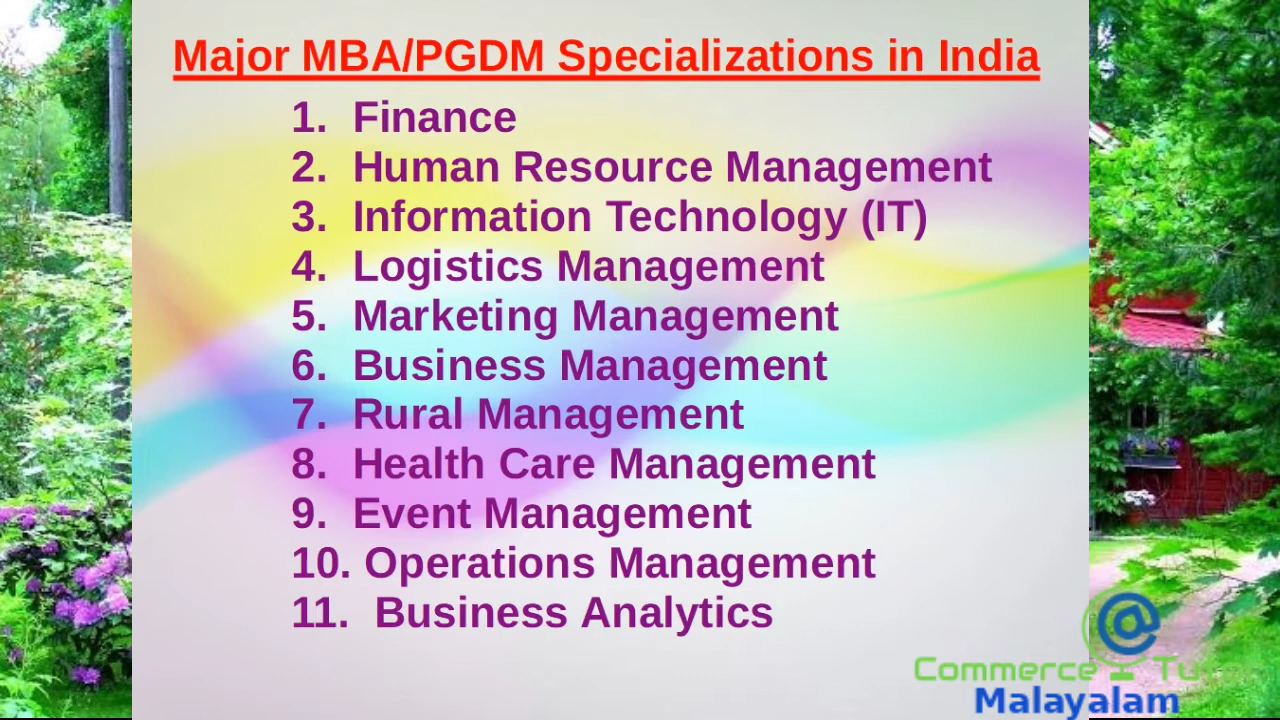 Major MBA/PGDM Specializations in India
1. Finance
2. Human Resource Management
3. Information Technology (IT)
4. Logistics Management
5. Marketing Management
6. Business Management
7. Rural Management
8. Health Care Management
9. Event Management
10. Operations Management
11. Business Analytics
@
Commerce
Malayalam